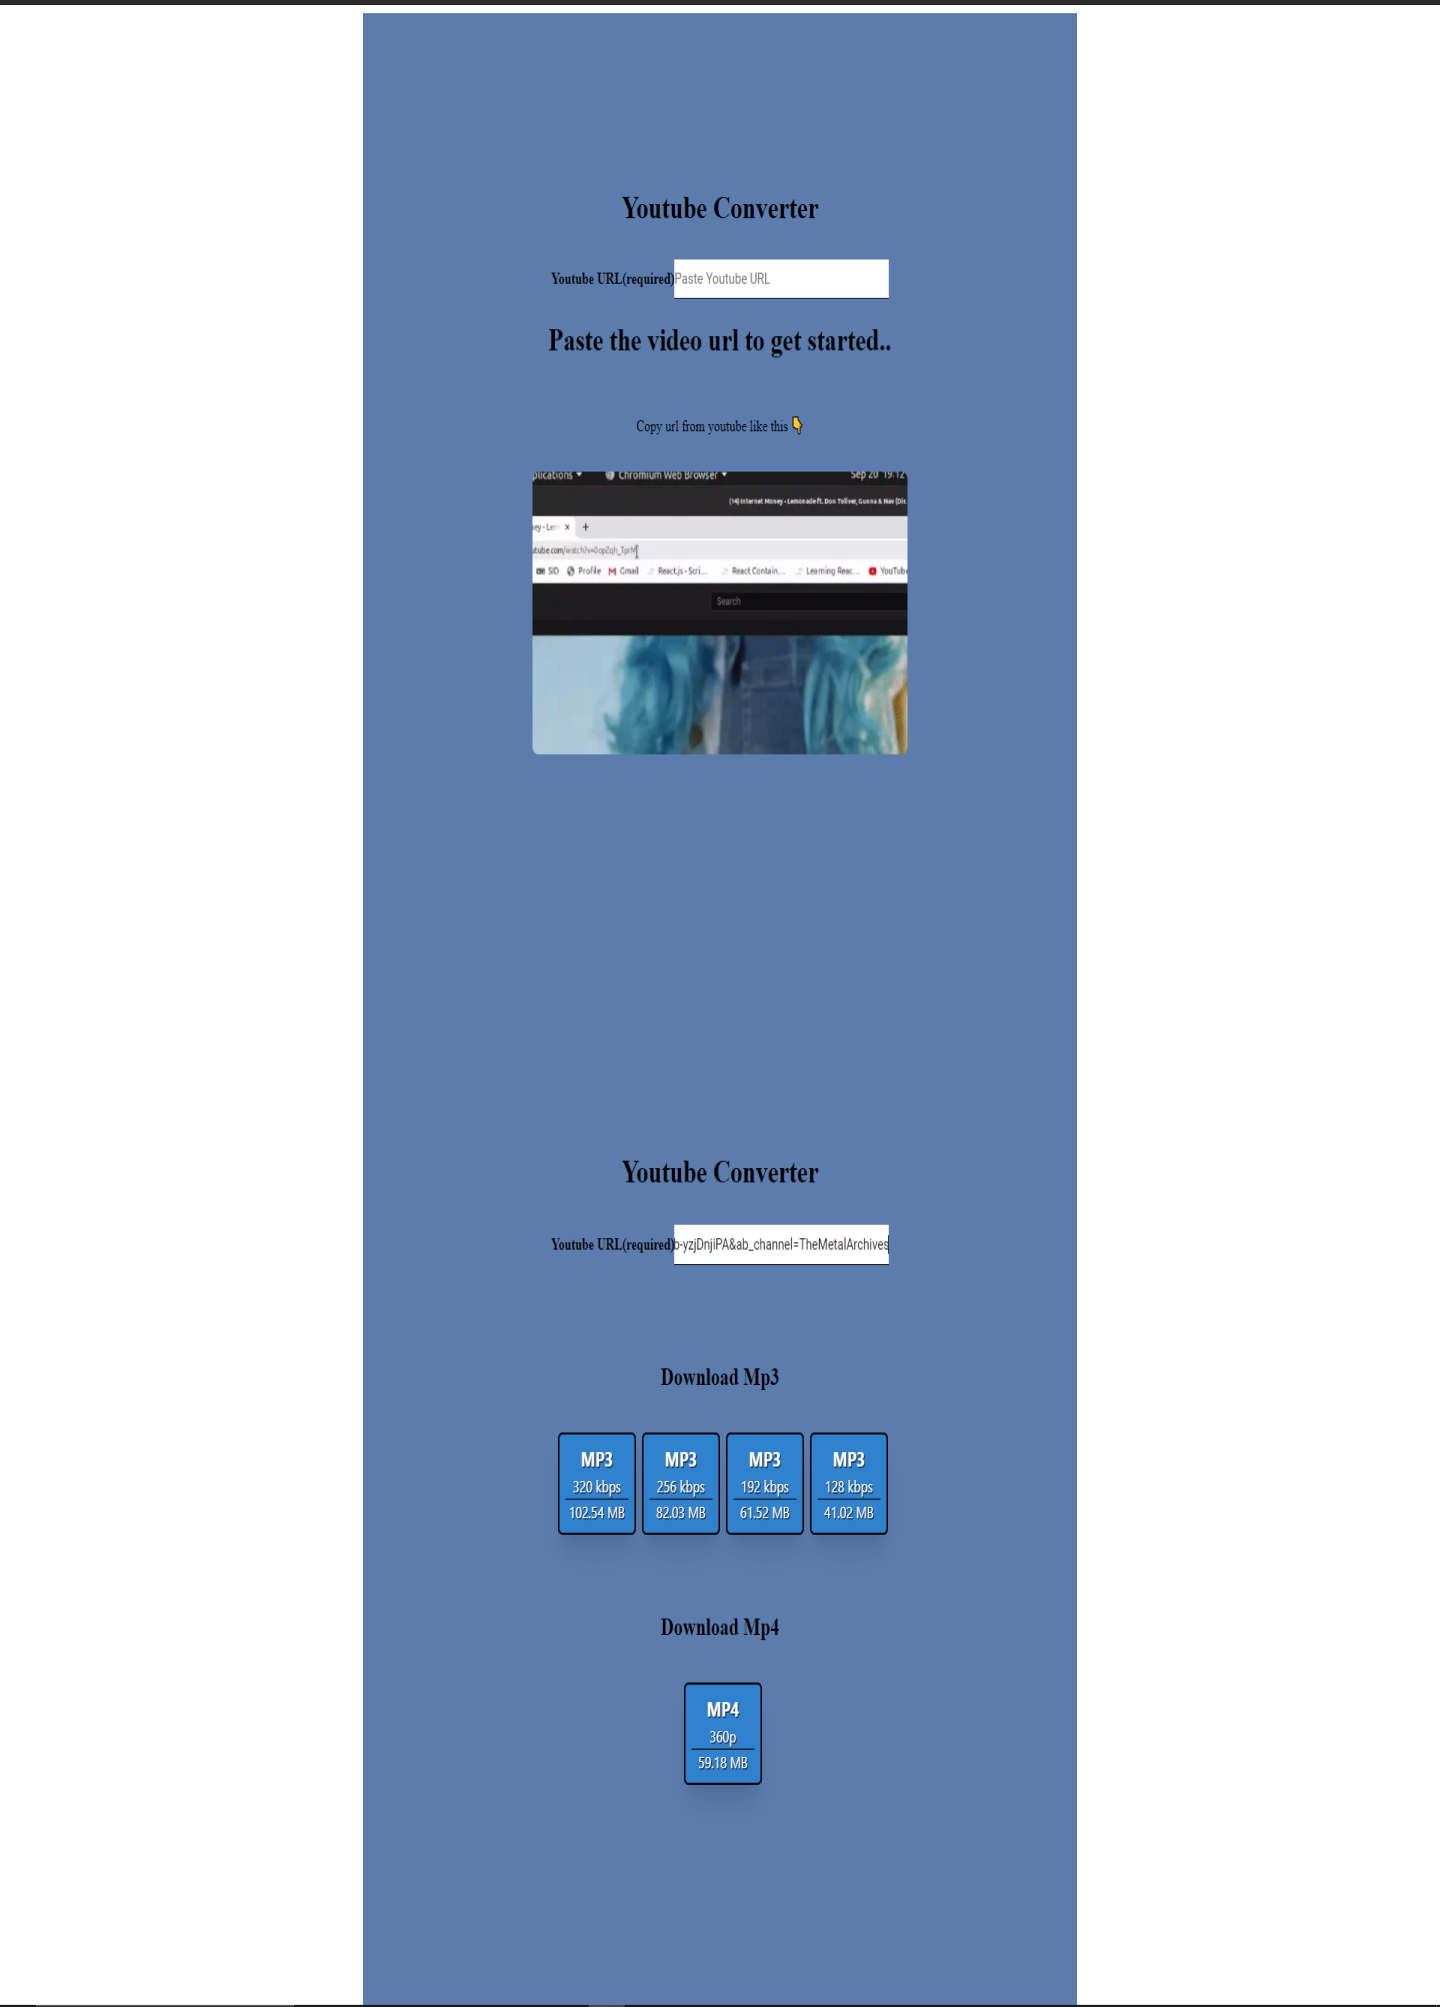 Youtube Converter
Youtube URL(required) Paste Youtube URL
Paste the video url to get started..
Copy url from youtube like this 👇
plications Chromium Web Browser Sep 20 19:12
(14) Internet Money - Lemonade ft. Don Toliver, Gunna & Nav (Dis
ey - Lem × +
utube.com/watch?v=
SID Profile Gmail React.js - Scri... React Contain... Learning Reac... YouTube
Search
Youtube Converter
Youtube URL(required) b-yzjDnjiPA&ab_channel=TheMetalArchives
Download Mp3
MP3 MP3 MP3 MP3
320 kbps 256 kbps 192 kbps 128 kbps
102.54 MB 82.03 MB 61.52 MB 41.02 MB
Download Mp4
MP4
360p
59.18 MB